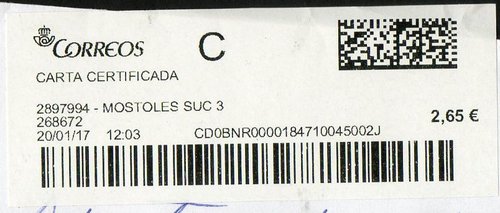 CORREOS
C
CARTA CERTIFICADA
2897994 - MOSTOLES SUC 3
268672
2,65 €
20/01/17 12:03 CD0BNR0000184710045002J